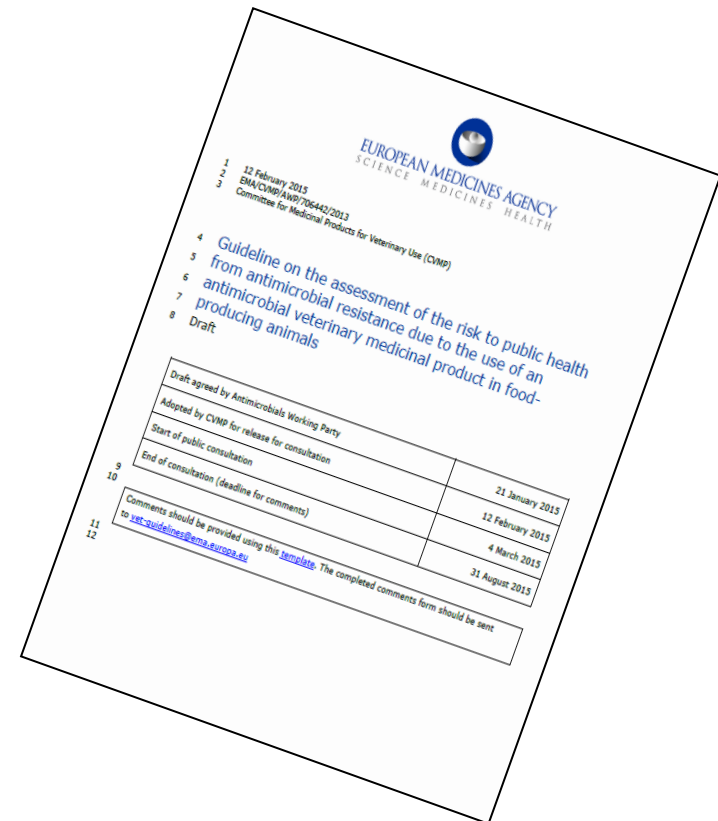 EUROPEAN MEDICINES AGENCY
SCIENCE MEDICINES HEALTH
1 12 February 2015
2 EMA/CVMP/AWP/706442/2013
3 Committee for Medicinal Products for Veterinary Use (CVMP)
4 Guideline on the assessment of the risk to public health
5 from antimicrobial resistance due to the use of an
6 antimicrobial veterinary medicinal product in food-
7 producing animals
8 Draft
Draft agreed by Antimicrobials Working Party 21 January 2015
Adopted by CVMP for release for consultation 12 February 2015
Start of public consultation 4 March 2015
End of consultation (deadline for comments) 31 August 2015
9
10
11 Comments should be provided using this template. The completed comments form should be sent
12 to vet-guidelines@ema.europa.eu